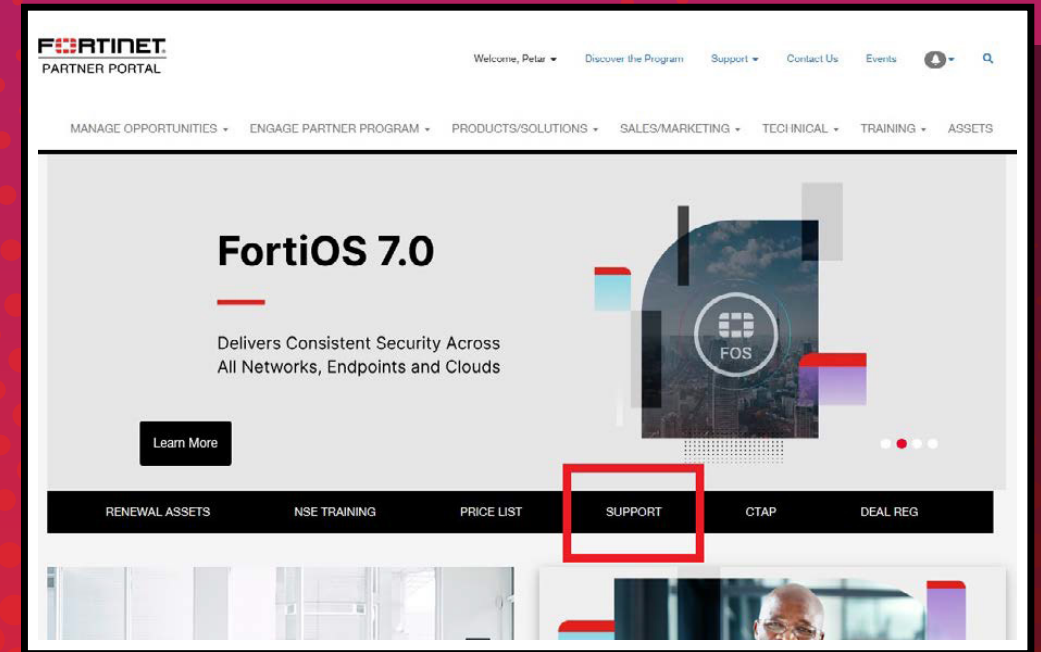 FORTINET
PARTNER PORTAL
Welcome, Petar
Discover the Program
Support
Contact Us
Events
MANAGE OPPORTUNITIES
ENGAGE PARTNER PROGRAM
PRODUCTS/SOLUTIONS
SALES/MARKETING
TECHNICAL
TRAINING
ASSETS
FortiOS 7.0
Delivers Consistent Security Across
All Networks, Endpoints and Clouds
FOS
Learn More
RENEWAL ASSETS
NSE TRAINING
PRICE LIST
SUPPORT
CTAP
DEAL REG